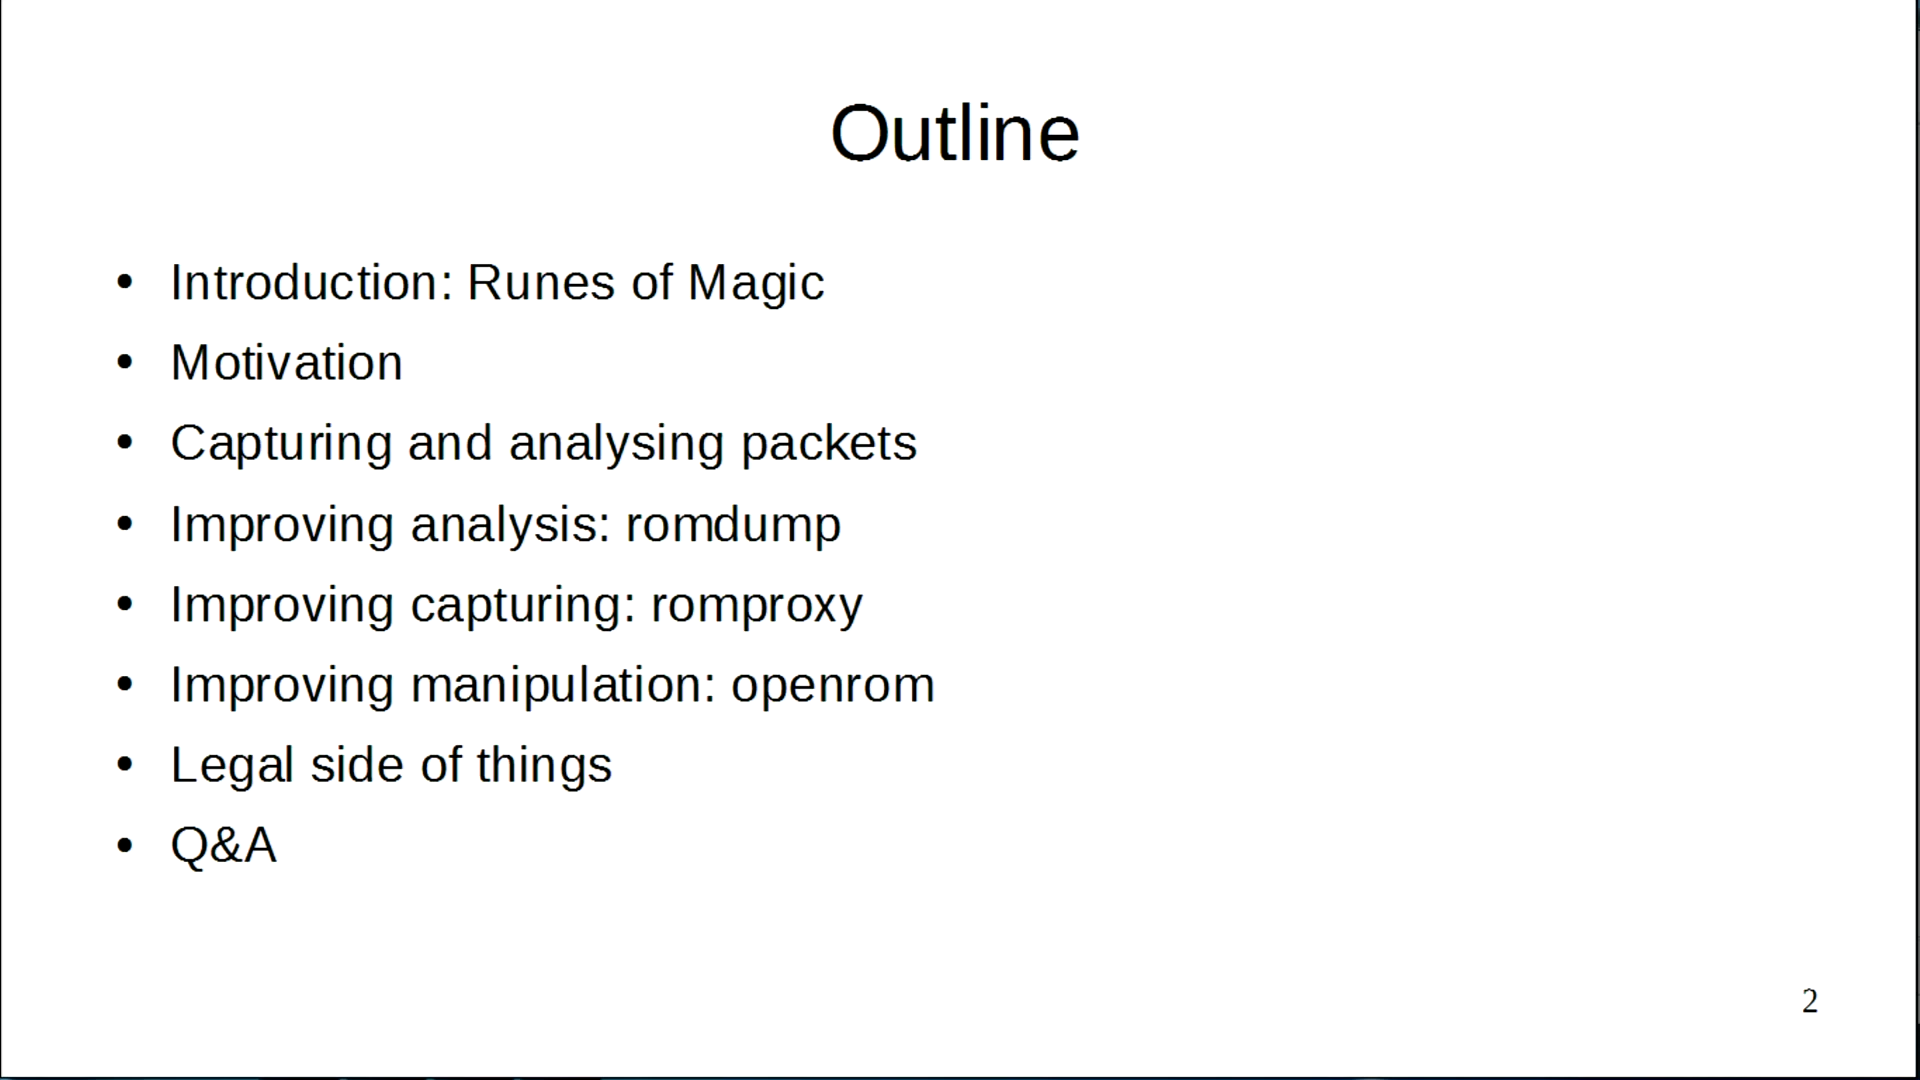 Outline
• Introduction: Runes of Magic
• Motivation
• Capturing and analysing packets
• Improving analysis: romdump
• Improving capturing: romproxy
• Improving manipulation: openrom
• Legal side of things
• Q&A
2